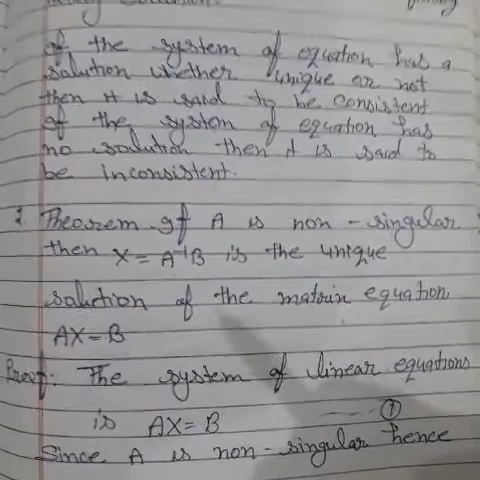 If the system of equation has a
solution whether unique or not
then it is said to be consistent
If the system of equation has
no solution then it is said to
be inconsistent.
2. Theorem If A is non-singular
then X = A⁻¹B is the unique
solution of the matrix equation
AX = B
Proof: The system of linear equations
is AX = B ---- ①
Since A is non-singular hence